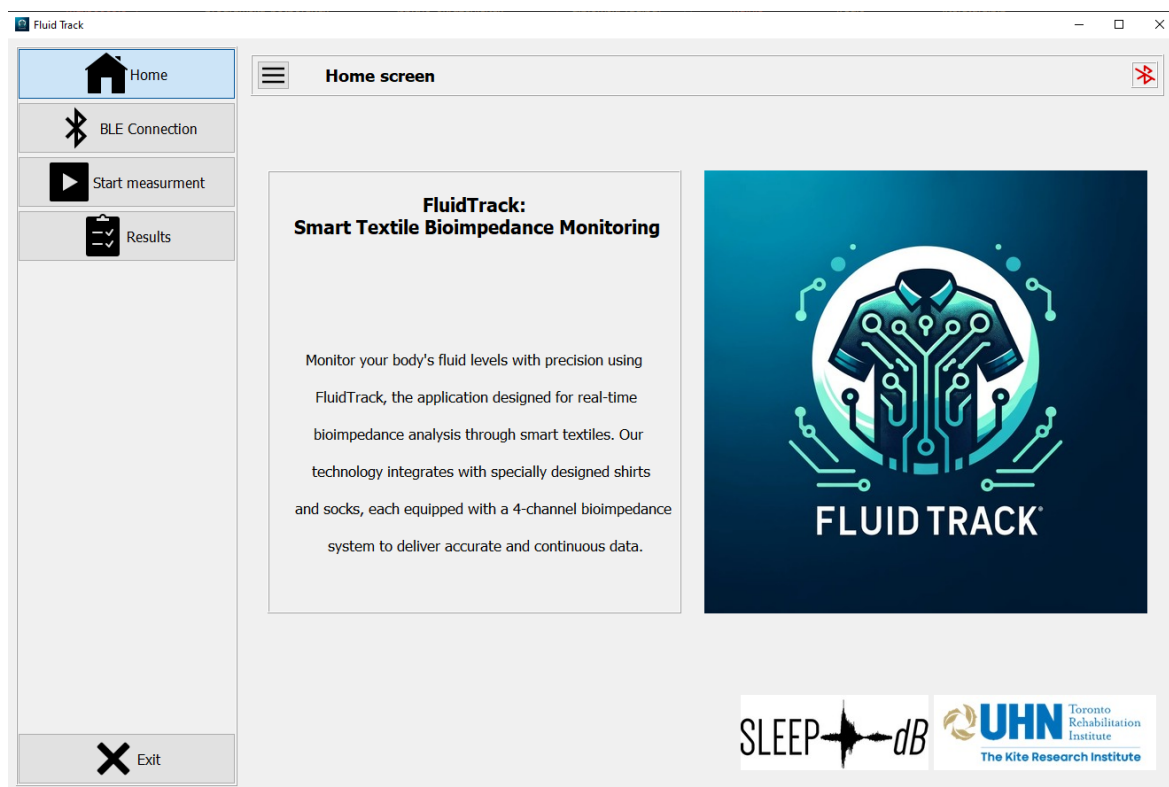 Fluid Track
Home
BLE Connection
Start measurment
Results
Exit
Home screen
FluidTrack:
Smart Textile Bioimpedance Monitoring
Monitor your body's fluid levels with precision using
FluidTrack, the application designed for real-time
bioimpedance analysis through smart textiles. Our
technology integrates with specially designed shirts
and socks, each equipped with a 4-channel bioimpedance
system to deliver accurate and continuous data.
FLUID TRACK
SLEEP dB
UHN
Toronto
Rehabilitation
Institute
The Kite Research Institute